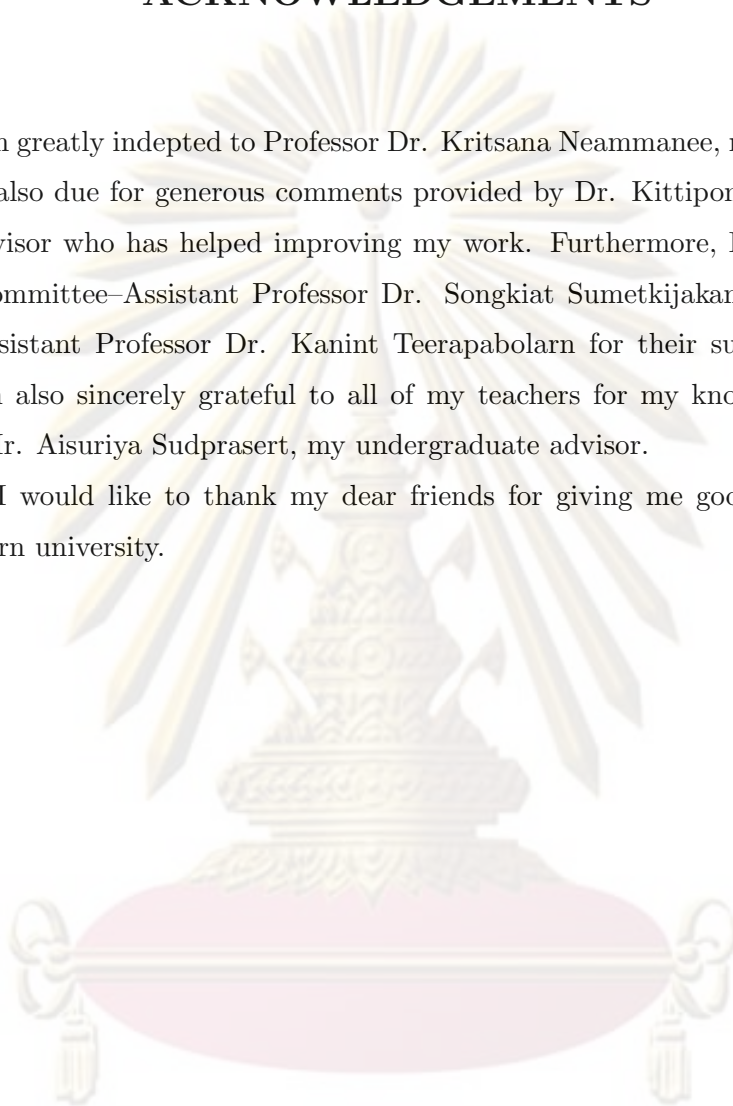 ACKNOWLEDGEMENTS
greatly indepted to Professor Dr. Kritsana Neammanee,
also due for generous comments provided by Dr. Kittipon
visor who has helped improving my work. Furthermore,
ommittee–Assistant Professor Dr. Songkiat Sumetkijakan
sistant Professor Dr. Kanint Teerapabolarn for their su
also sincerely grateful to all of my teachers for my kno
r. Aisuriya Sudprasert, my undergraduate advisor.
I would like to thank my dear friends for giving me goo
rn university.